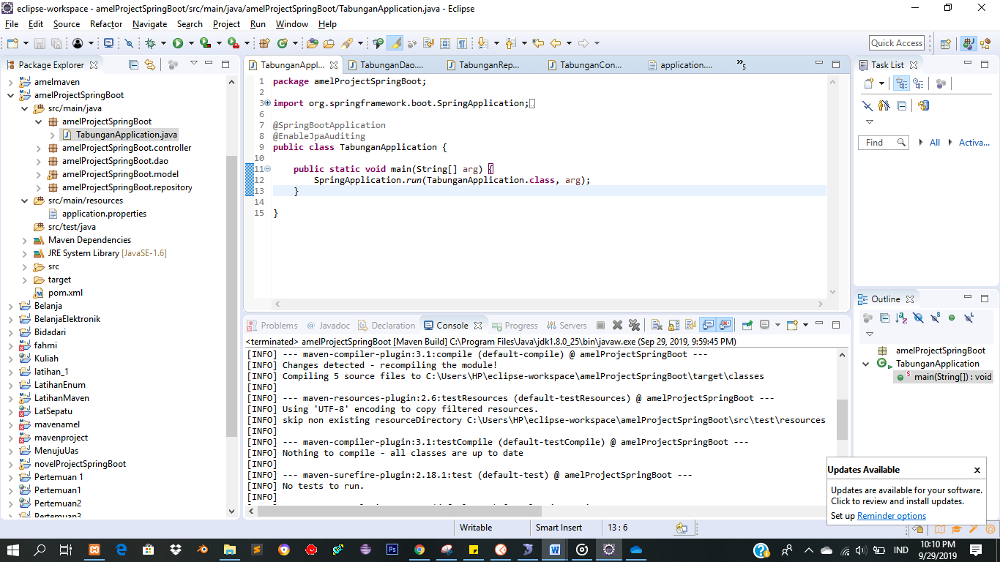 eclipse-workspace - amelProjectSpringBoot/src/main/java/amelProjectSpringBoot/TabunganApplication.java - Eclipse
File Edit Source Refactor Navigate Search Project Run Window Help
Quick Access
Package Explorer
amelmaven
amelProjectSpringBoot
src/main/java
amelProjectSpringBoot
TabunganApplication.java
amelProjectSpringBoot.controller
amelProjectSpringBoot.dao
amelProjectSpringBoot.model
amelProjectSpringBoot.repository
src/main/resources
application.properties
src/test/java
Maven Dependencies
JRE System Library [JavaSE-1.6]
src
target
pom.xml
Belanja
BelanjaElektronik
Bidadari
fahmi
Kuliah
latihan_1
LatihanEnum
LatihanMaven
LatSepatu
mavenamel
mavenproject
MenujuUas
novelProjectSpringBoot
Pertemuan 1
Pertemuan1
Pertemuan2
Pertemuan3
TabunganAppl... TabunganDao.... TabunganRep... TabunganCon... application.... »5
1 package amelProjectSpringBoot;
2
3 import org.springframework.boot.SpringApplication;
6
7 @SpringBootApplication
8 @EnableJpaAuditing
9 public class TabunganApplication {
10
11 public static void main(String[] arg) {
12 SpringApplication.run(TabunganApplication.class, arg);
13 }
14
15 }
Problems @ Javadoc Declaration Console Progress Servers
<terminated> amelProjectSpringBoot [Maven Build] C:\Program Files\Java\jdk1.8.0_25\bin\javaw.exe (Sep 29, 2019, 9:59:45 PM)
[INFO] --- maven-compiler-plugin:3.1:compile (default-compile) @ amelProjectSpringBoot ---
[INFO] Changes detected - recompiling the module!
[INFO] Compiling 5 source files to C:\Users\HP\eclipse-workspace\amelProjectSpringBoot\target\classes
[INFO]
[INFO] --- maven-resources-plugin:2.6:testResources (default-testResources) @ amelProjectSpringBoot ---
[INFO] Using 'UTF-8' encoding to copy filtered resources.
[INFO] skip non existing resourceDirectory C:\Users\HP\eclipse-workspace\amelProjectSpringBoot\src\test\resources
[INFO]
[INFO] --- maven-compiler-plugin:3.1:testCompile (default-testCompile) @ amelProjectSpringBoot ---
[INFO] Nothing to compile - all classes are up to date
[INFO]
[INFO] --- maven-surefire-plugin:2.18.1:test (default-test) @ amelProjectSpringBoot ---
[INFO] No tests to run.
[INFO]
Task List
Find All Activa...
Outline
amelProjectSpringBoot
TabunganApplication
main(String[]) : void
Updates Available
Updates are available for your software.
Click to review and install updates.
Set up Reminder options
Writable Smart Insert 13 : 6
IND
10:10 PM
9/29/2019